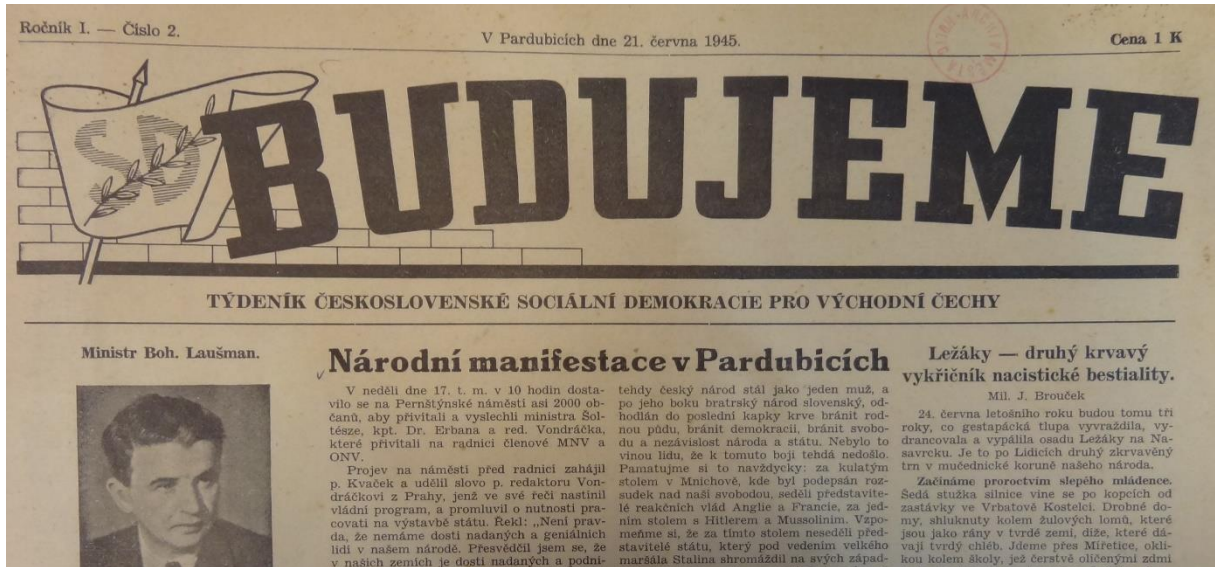 Ročník I. — Číslo 2.
V Pardubicích dne 21. června 1945.
Cena 1 K
SD
BUDUJEME
TÝDENÍK ČESKOSLOVENSKÉ SOCIÁLNÍ DEMOKRACIE PRO VÝCHODNÍ ČECHY
Ministr Boh. Laušman.
Národní manifestace v Pardubicích
V neděli dne 17. t. m. v 10 hodin dosta-
vilo se na Pernštýnské náměstí asi 2000 ob-
čanů, aby přivítali a vyslechli ministra Šol-
tésze, kpt. Dr. Erbana a red. Vondráčka,
které přivítali na radnici členové MNV a
ONV.
Projev na náměstí před radnicí zahájil
p. Kvaček a udělil slovo p. redaktoru Von-
dráčkovi z Prahy, jenž ve své řeči nastínil
vládní program, a promluvil o nutnosti pra-
covati na výstavbě státu. Řekl: „Není prav-
da, že nemáme dosti nadaných a geniálních
lidí v našem národě. Přesvědčil jsem se, že
v našich zemích je dosti nadaných a podni-
tehdy český národ stál jako jeden muž, a
po jeho boku bratrský národ slovenský, od-
hodlán do poslední kapky krve bránit rod-
nou půdu, bránit demokracii, bránit svobo-
du a nezávislost národa a státu. Nebylo to
vinou lidu, že k tomuto boji tehdá nedošlo.
Pamatujme si to navždycky: za kulatým
stolem v Mnichově, kde byl podepsán roz-
sudek nad naší svobodou, seděli představite-
lé reakčních vlád Anglie a Francie, za jed-
ním stolem s Hitlerem a Mussolinim. Vzpo-
meňme si, že za tímto stolem neseděli před-
stavitelé státu, který pod vedením velkého
maršála Stalina shromáždil na svých západ-
Ležáky — druhý krvavý
vykřičník nacistické bestiality.
Mil. J. Brouček
24. června letošního roku budou tomu tři
roky, co gestapácká tlupa vyvraždila, vy-
drancovala a vypálila osadu Ležáky na Na-
savrcku. Je to po Lidicích druhý zkrvavěný
trn v mučednické koruně našeho národa.
Začínáme proroctvím slepého mládence.
Šedá stužka silnice vine se po kopcích od
zastávky ve Vrbatově Kostelci. Drobné do-
my, shluknuty kolem žulových lomů, které
jsou jako rány v tvrdé zemi, díže, které dá-
vají tvrdý chléb. Jdeme přes Miřetice, okli-
kou kolem školy, jež čerstvě olíčenými zdmi